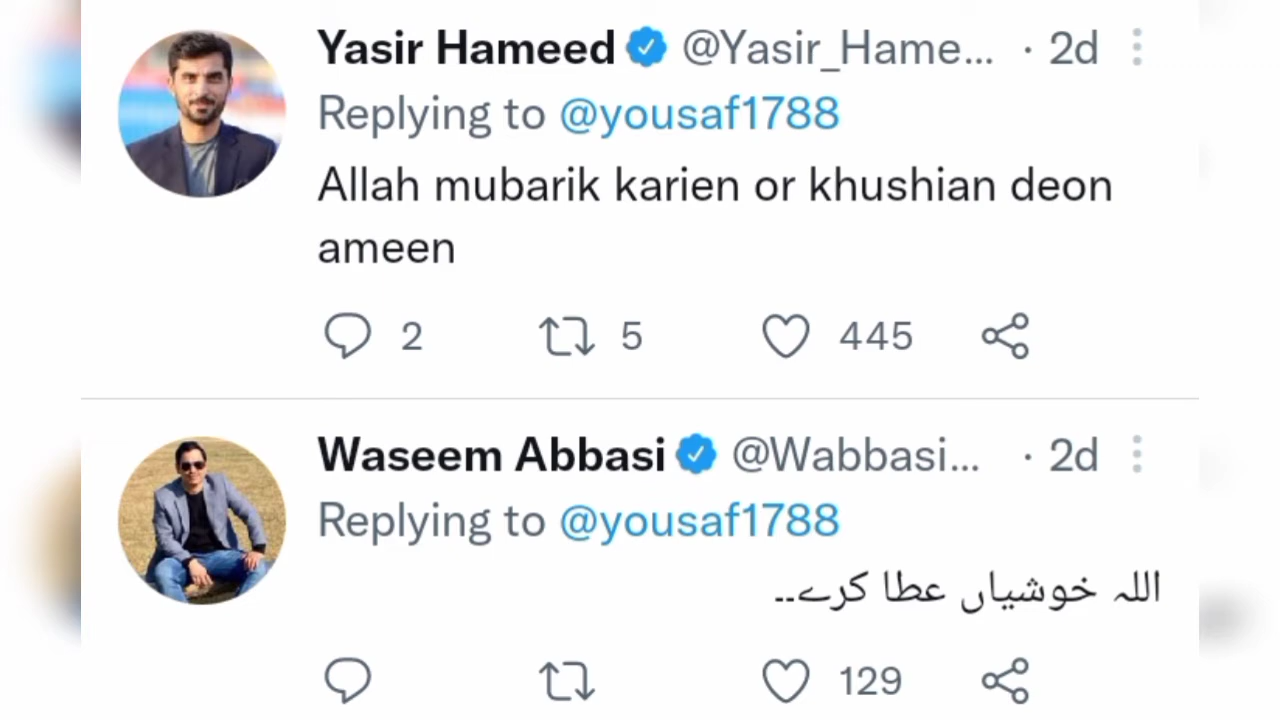 Yasir Hameed @Yasir_Hame... · 2d
Replying to @yousaf1788
Allah mubarik karien or khushian deon
ameen
2 5 445
Waseem Abbasi @Wabbasi... · 2d
Replying to @yousaf1788
اللہ خوشیاں عطا کرے..
129